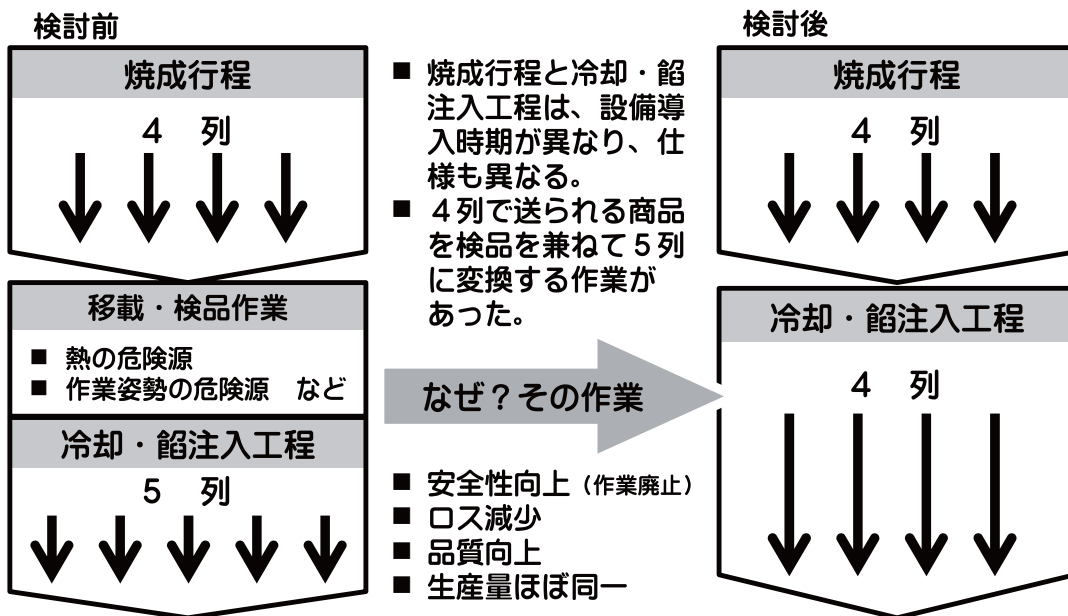 検討前
焼成行程
4 列
移載・検品作業
■ 熱の危険源
■ 作業姿勢の危険源 など
冷却・餡注入工程
5 列
■ 焼成行程と冷却・餡
注入工程は、設備導
入時期が異なり、仕
様も異なる。
■ 4列で送られる商品
を検品を兼ねて5列
に変換する作業が
あった。
なぜ?その作業
■ 安全性向上(作業廃止)
■ ロス減少
■ 品質向上
■ 生産量ほぼ同一
検討後
焼成行程
4 列
冷却・餡注入工程
4 列